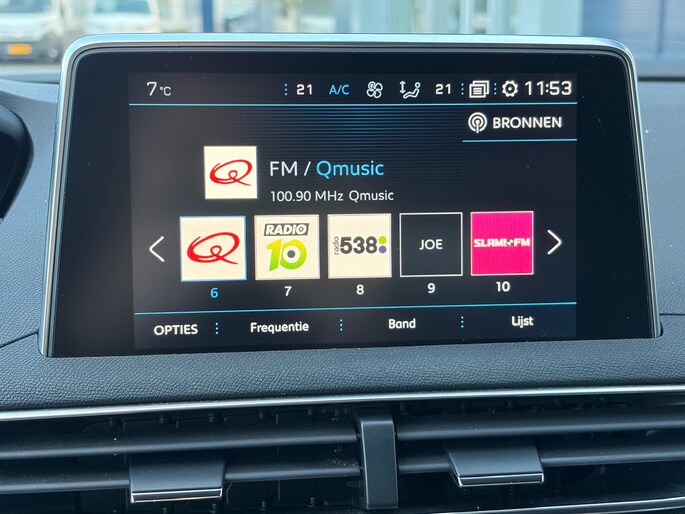 7 °C 21 A/C 21 11:53
BRONNEN
Q
FM / Qmusic
100.90 MHz Qmusic
Q RADIO 10 radio 538 JOE SLAM! FM
6 7 8 9 10
OPTIES Frequentie Band Lijst